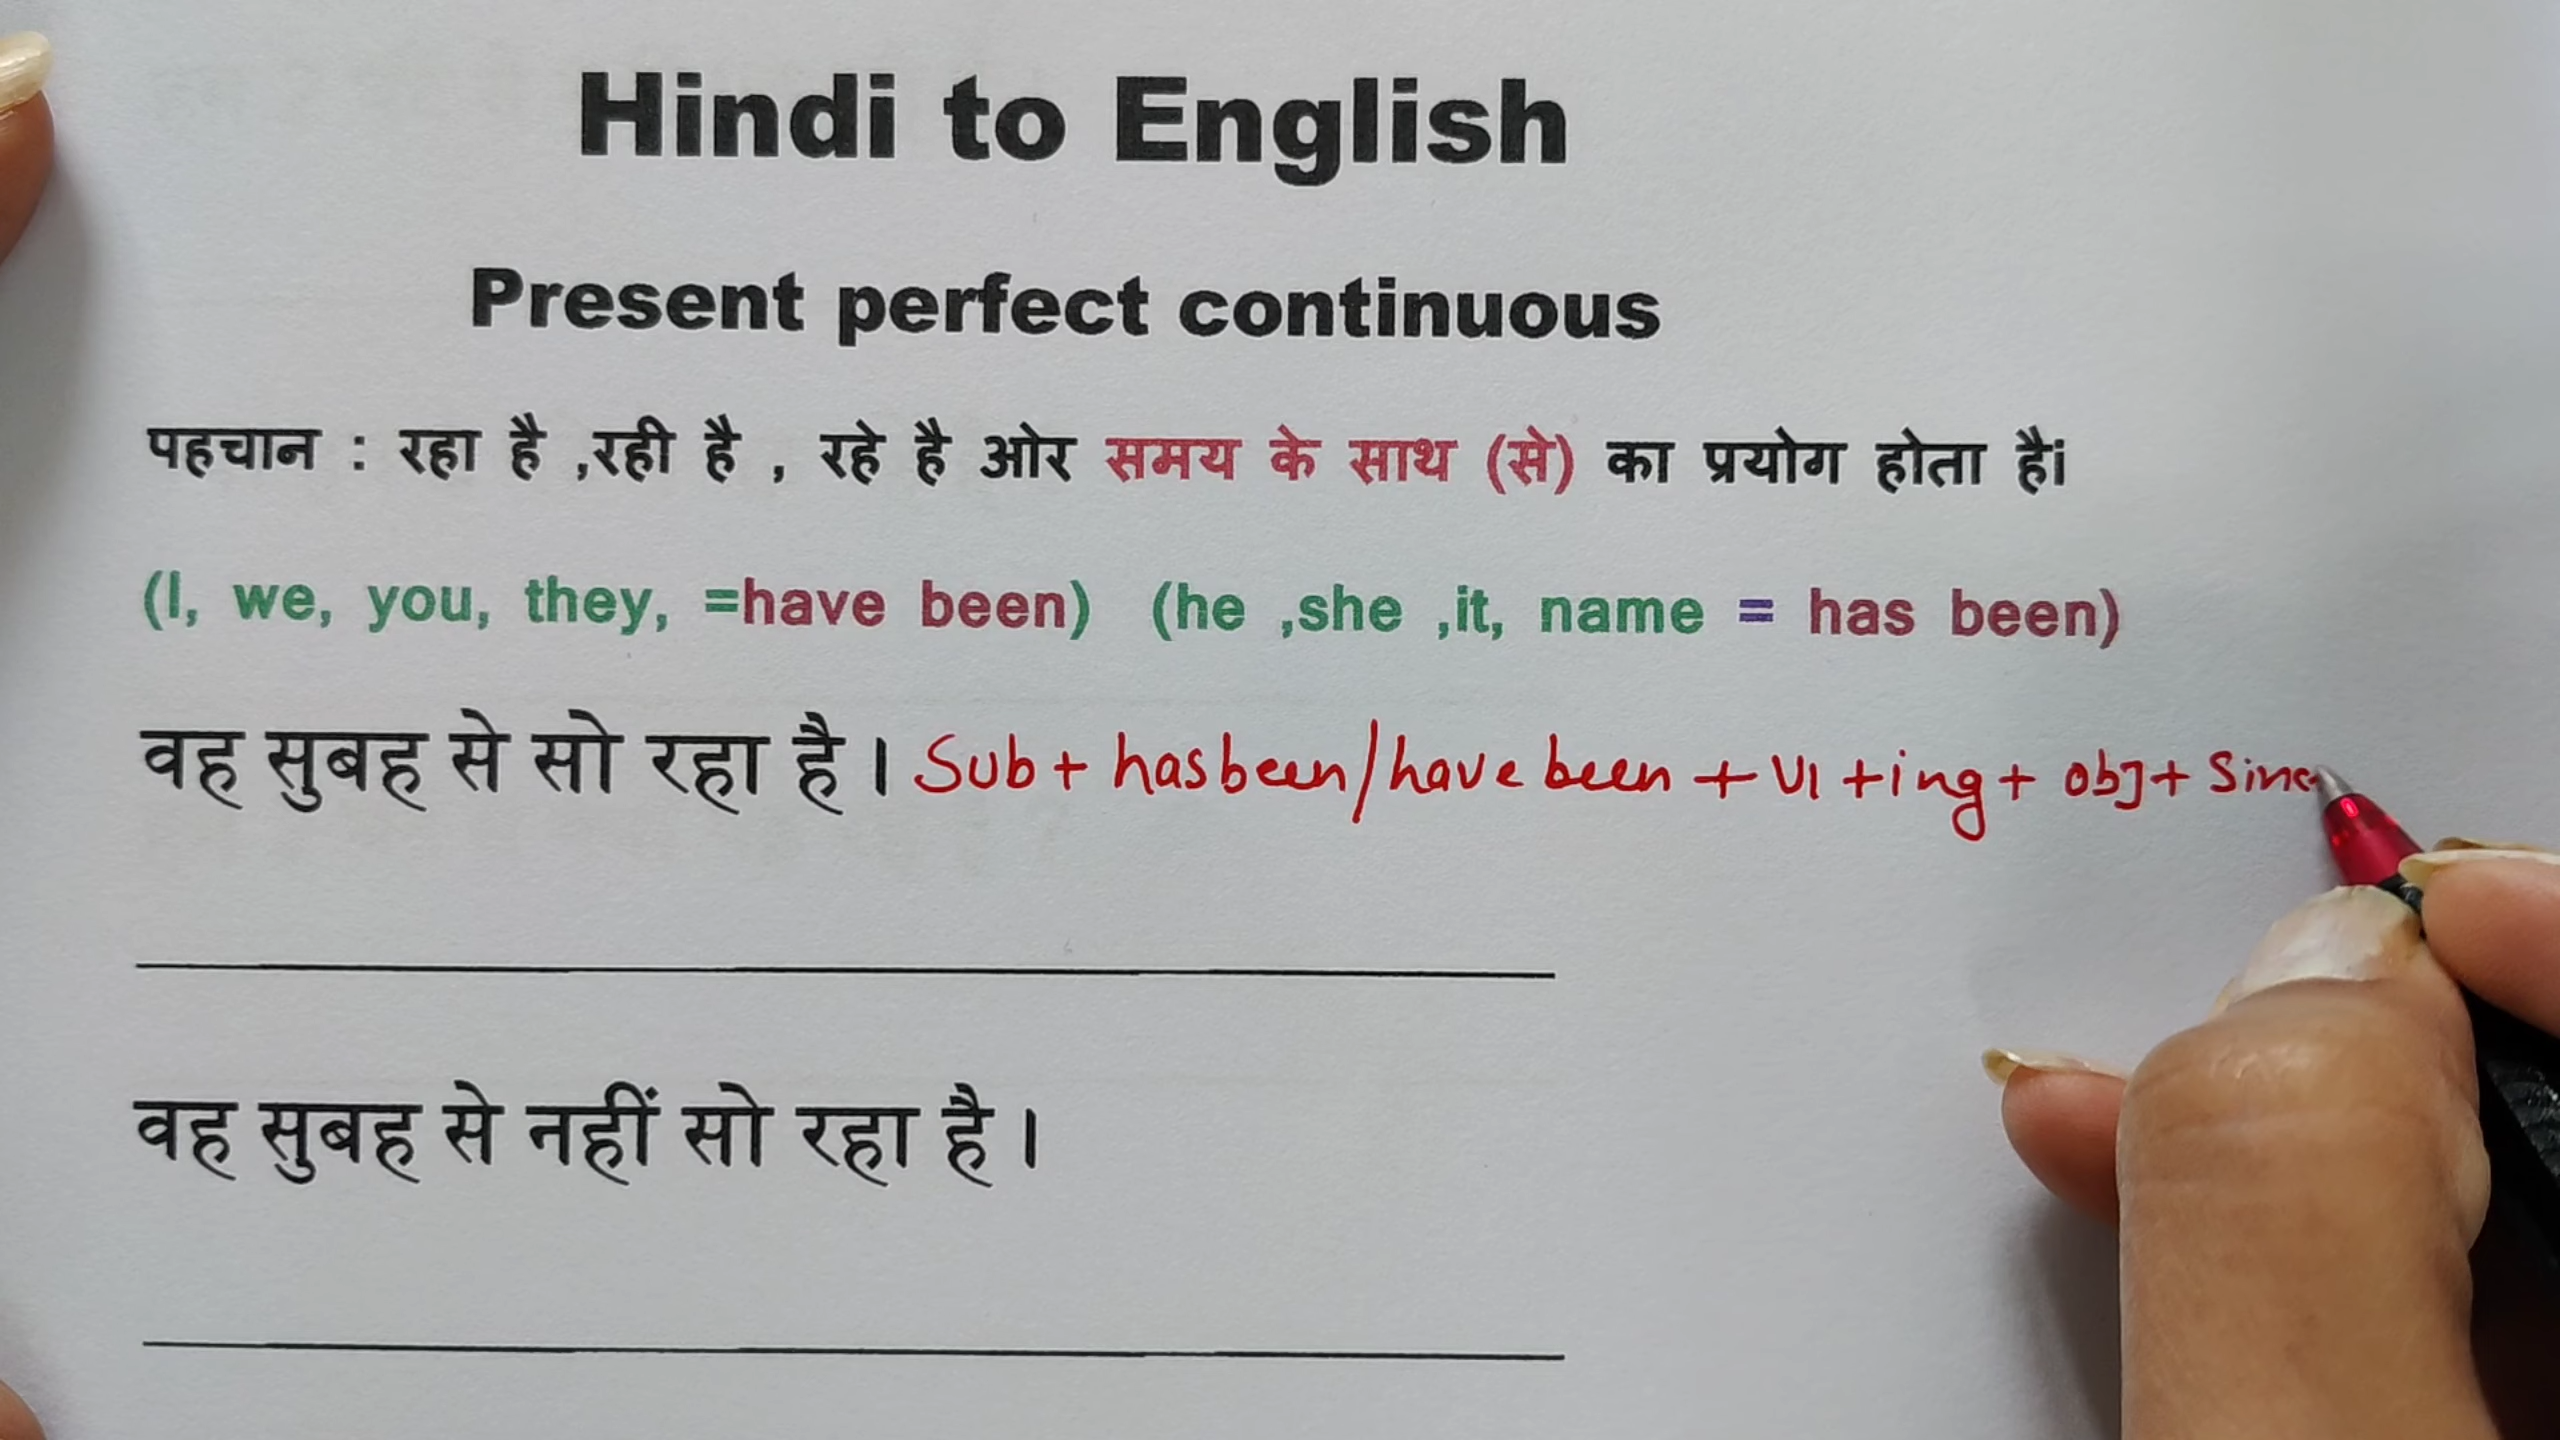 Hindi to English
Present perfect continuous
पहचान : रहा है ,रही है , रहे है ओर समय के साथ (से) का प्रयोग होता हैi
(I, we, you, they, =have been) (he ,she ,it, name = has been)
वह सुबह से सो रहा है । Sub + has been/have been + V1 +ing + obj + Sinc
वह सुबह से नहीं सो रहा है ।